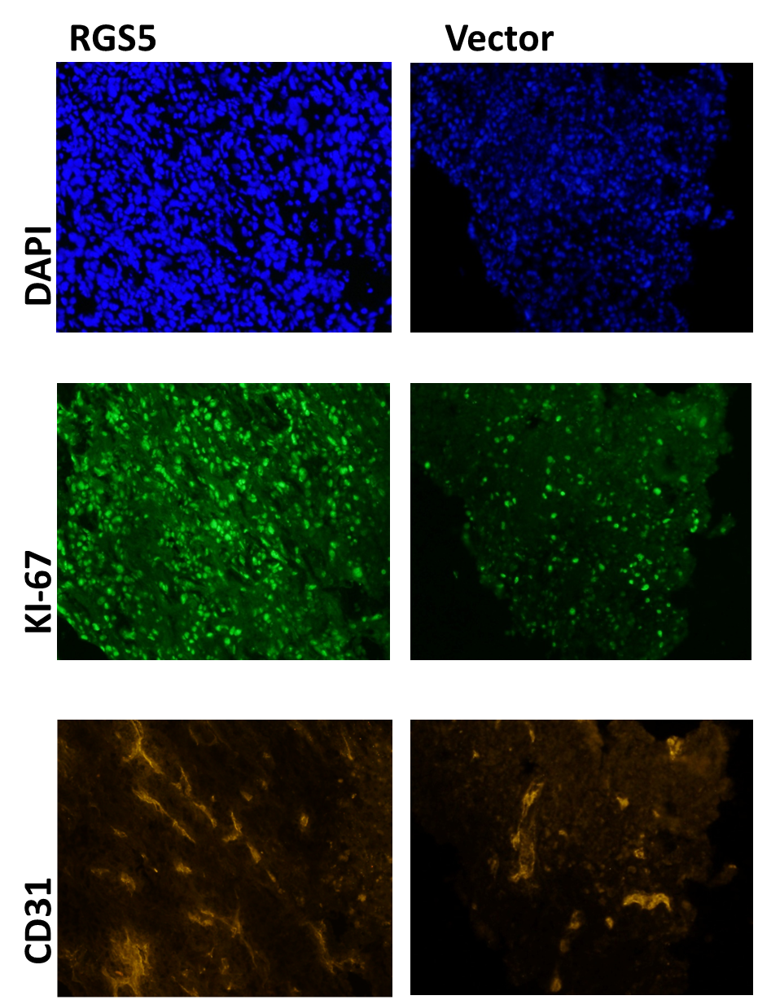 RGS5 Vector
DAPI
KI-67
CD31